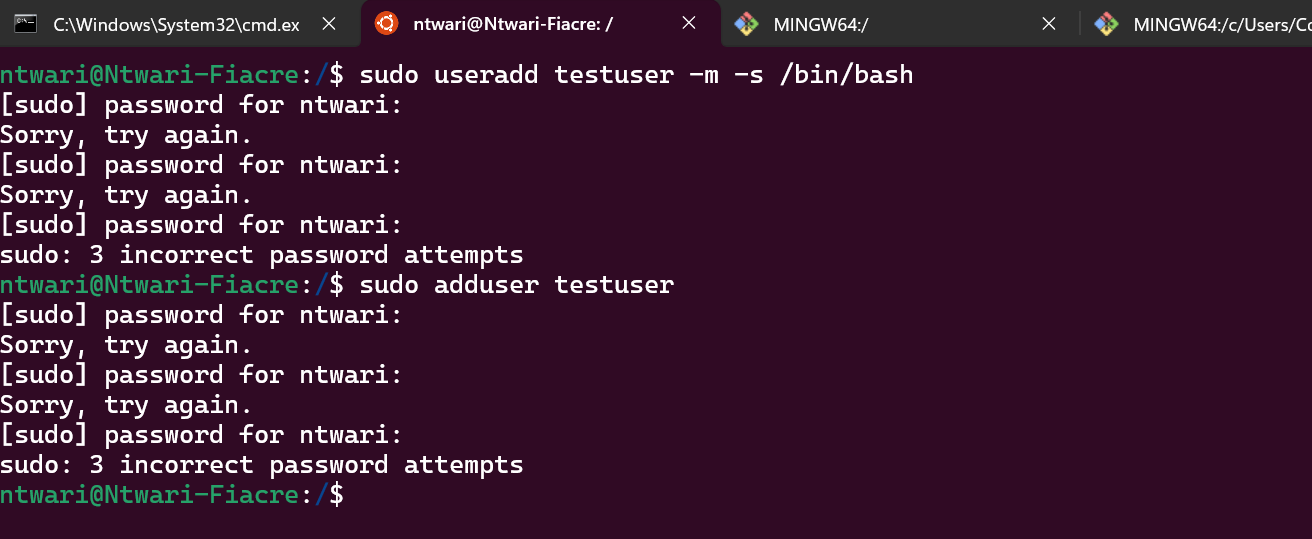 C:\Windows\System32\cmd.ex
ntwari@Ntwari-Fiacre: /
MINGW64:/
MINGW64:/c/Users/Co
ntwari@Ntwari-Fiacre:/$ sudo useradd testuser -m -s /bin/bash
[sudo] password for ntwari:
Sorry, try again.
[sudo] password for ntwari:
Sorry, try again.
[sudo] password for ntwari:
sudo: 3 incorrect password attempts
ntwari@Ntwari-Fiacre:/$ sudo adduser testuser
[sudo] password for ntwari:
Sorry, try again.
[sudo] password for ntwari:
Sorry, try again.
[sudo] password for ntwari:
sudo: 3 incorrect password attempts
ntwari@Ntwari-Fiacre:/$